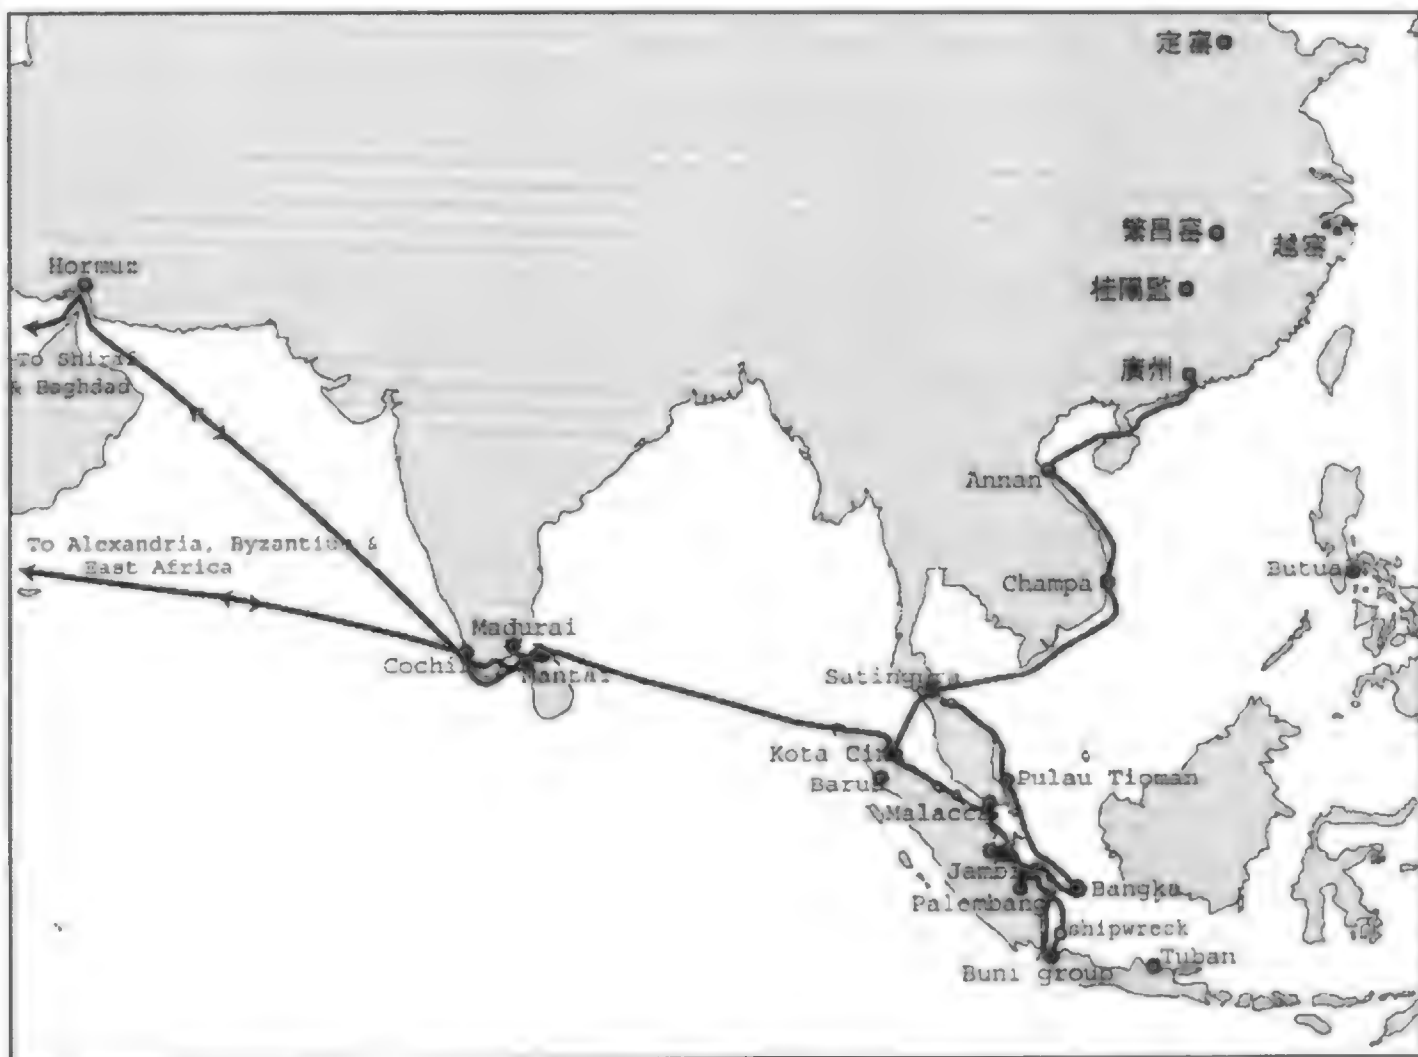 定窯
繁昌窑
越窑
桂陽監
Hormuz
廣州
To Shiraf
& Baghdad
Annan
To Alexandria, Byzantium &
East Africa
Champa
Butuan
Madurai
Cochin
Mantai
Kota Cina
Barus
Pulau Tioman
Malacca
Jambi
Bangka
Palembang
shipwreck
Tuban
Buni group